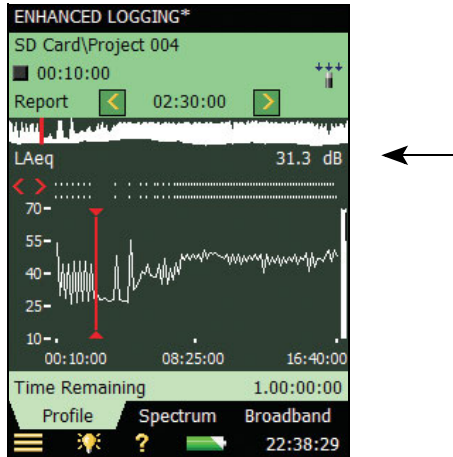 ENHANCED LOGGING*
SD Card\Project 004
00:10:00
Report < 02:30:00 >
LAeq 31.3 dB
< >
70
55
40
25
10
00:10:00 08:25:00 16:40:00
Time Remaining 1.00:00:00
Profile Spectrum Broadband
? 22:38:29